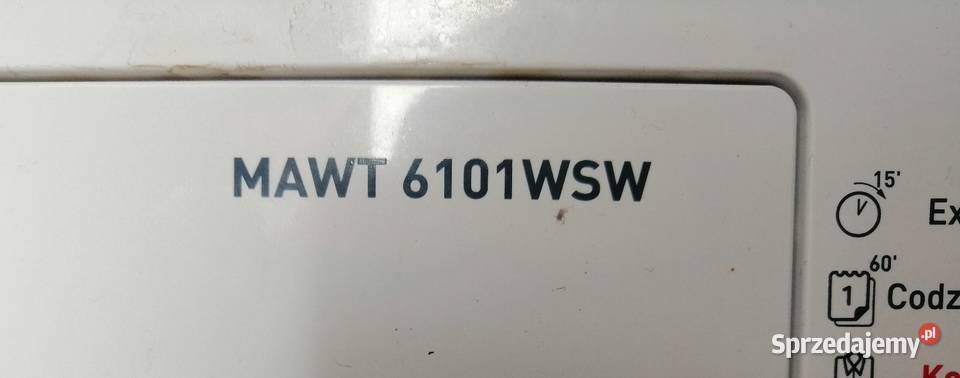 MAWT 6101WSW
15'
Ex
60'
1 Codz
Sprzedajemy.pl